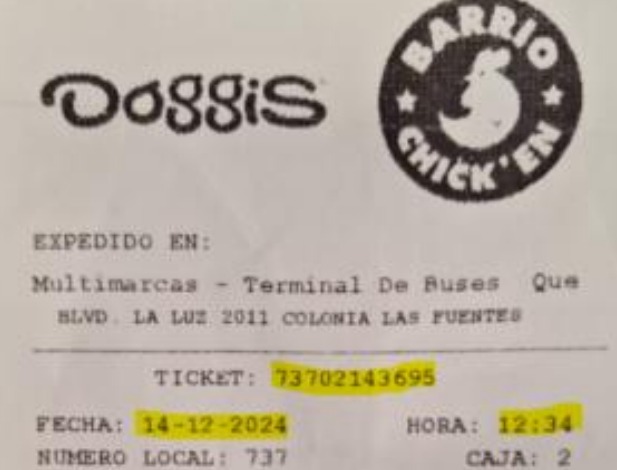 Doggis
BARRIO
CHICK'EN
EXPEDIDO EN:
Multimarcas - Terminal De Buses Que
BLVD. LA LUZ 2011 COLONIA LAS FUENTES
TICKET: 73702143695
FECHA: 14-12-2024 HORA: 12:34
NUMERO LOCAL: 737 CAJA: 2